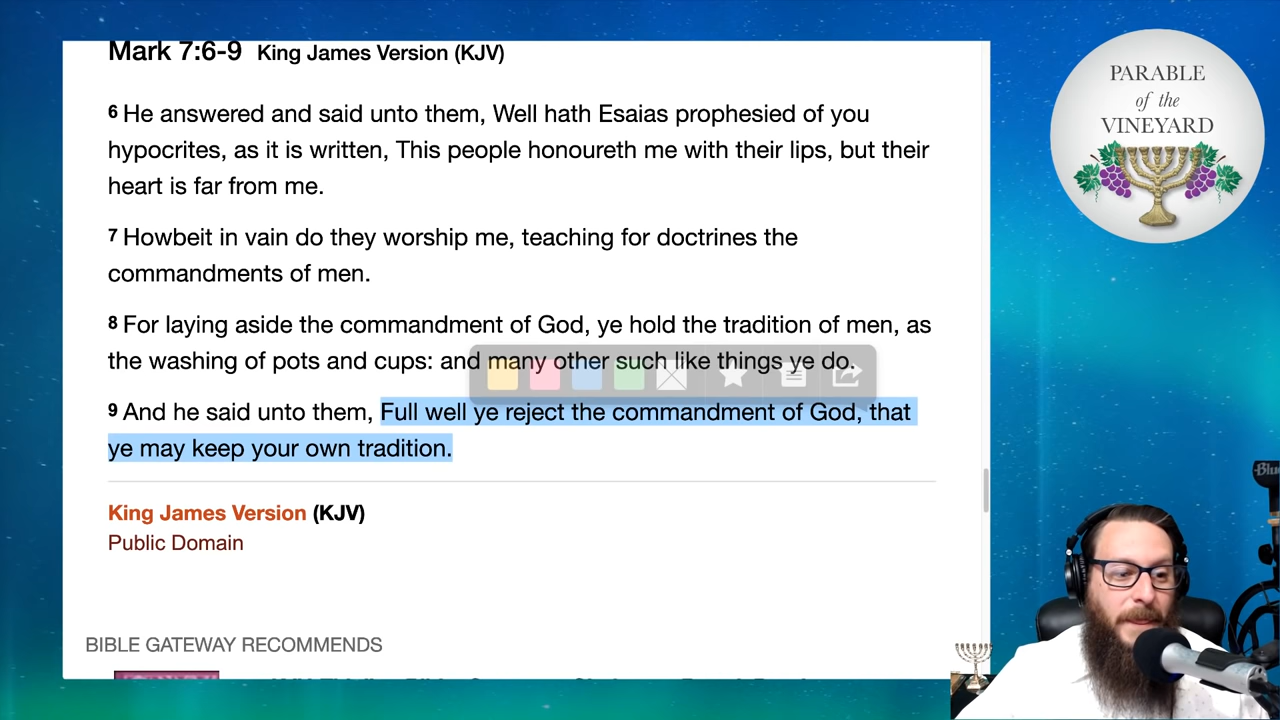 Mark 7:6-9 King James Version (KJV)
6 He answered and said unto them, Well hath Esaias prophesied of you
hypocrites, as it is written, This people honoureth me with their lips, but their
heart is far from me.
7 Howbeit in vain do they worship me, teaching for doctrines the
commandments of men.
8 For laying aside the commandment of God, ye hold the tradition of men, as
the washing of pots and cups: and many other such like things ye do.
9 And he said unto them, Full well ye reject the commandment of God, that
ye may keep your own tradition.
King James Version (KJV)
Public Domain
BIBLE GATEWAY RECOMMENDS
PARABLE
of the
VINEYARD